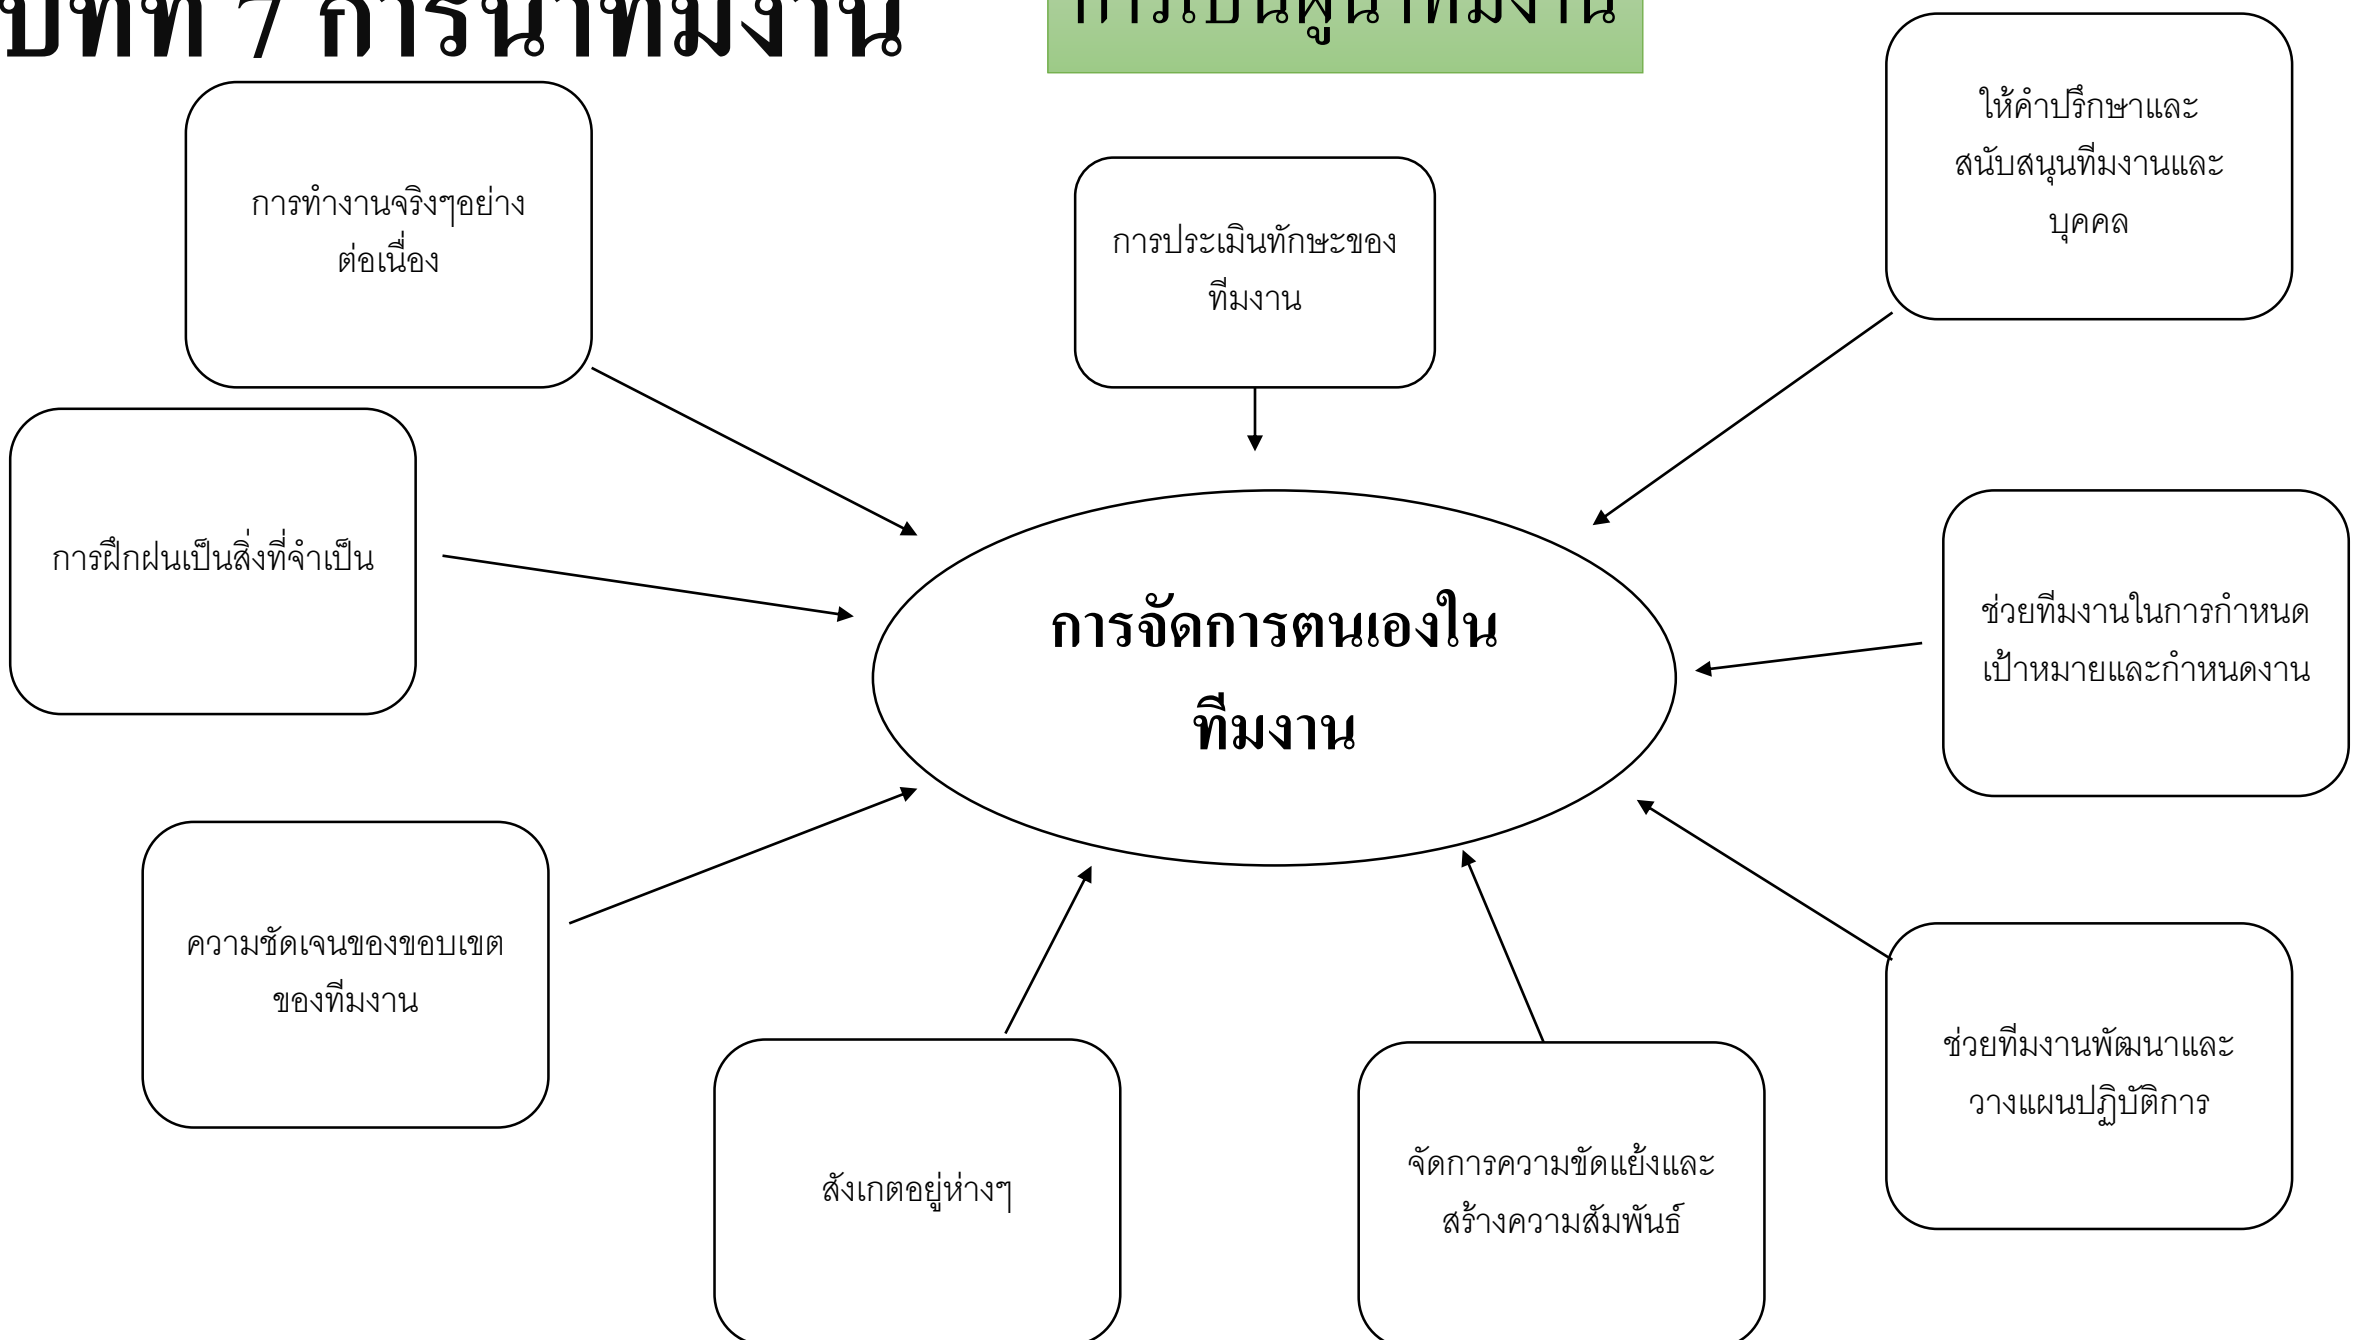 บทที่ 7 การนำทีมงาน
การเป็นผู้นำทีมงาน
ให้คำปรึกษาและ
สนับสนุนทีมงานและ
บุคคล
การทำงานจริงๆอย่าง
ต่อเนื่อง
การประเมินทักษะของ
ทีมงาน
การฝึกฝนเป็นสิ่งที่จำเป็น
การจัดการตนเองใน
ทีมงาน
ช่วยทีมงานในการกำหนด
เป้าหมายและกำหนดงาน
ความชัดเจนของขอบเขต
ของทีมงาน
ช่วยทีมงานพัฒนาและ
วางแผนปฏิบัติการ
สังเกตอยู่ห่างๆ
จัดการความขัดแย้งและ
สร้างความสัมพันธ์